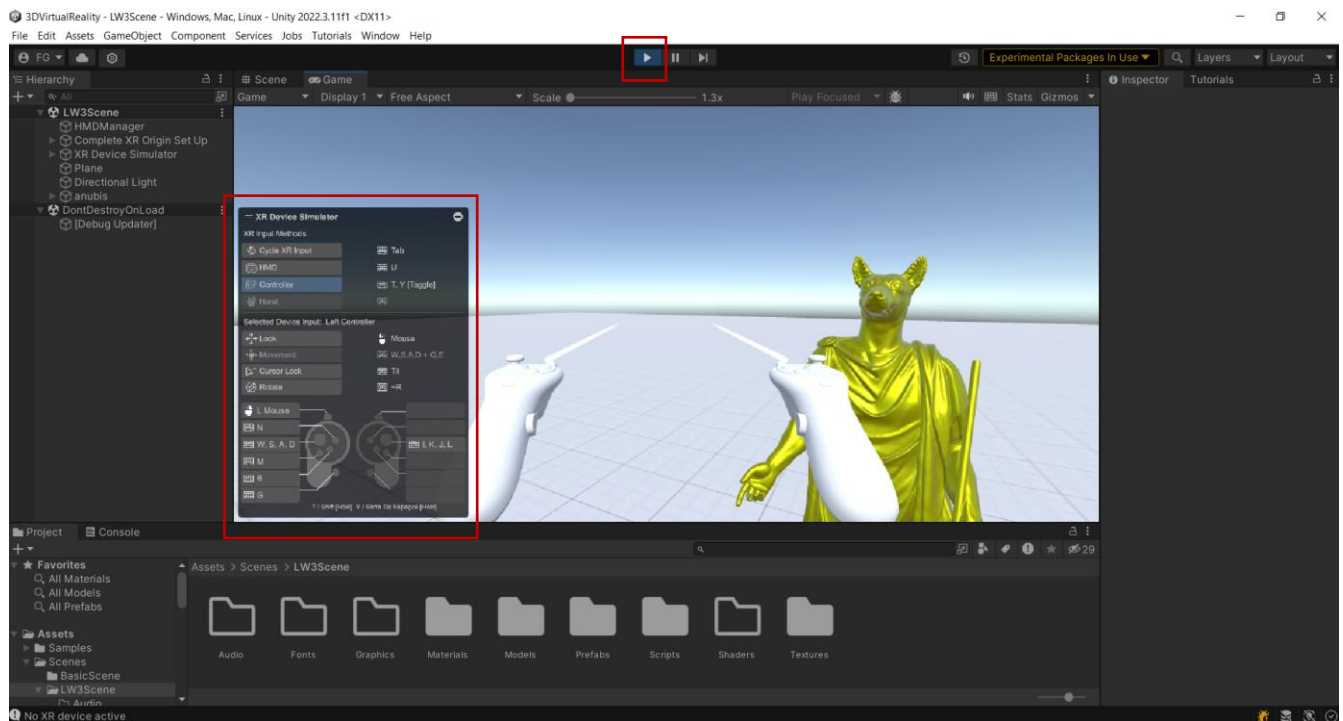 3DVirtualReality - LW3Scene - Windows, Mac, Linux - Unity 2022.3.11f1 <DX11>
File Edit Assets GameObject Component Services Jobs Tutorials Window Help
FG Experimental Packages In Use Layers Layout
Hierarchy
All
LW3Scene
HMDManager
Complete XR Origin Set Up
XR Device Simulator
Plane
Directional Light
anubis
DontDestroyOnLoad
[Debug Updater]
Scene Game
Game Display 1 Free Aspect Scale 1.3x Play Focused Stats Gizmos
XR Device Simulator
XR Input Methods
Cycle XR Input Tab
HMD U
Controller T, Y [Toggle]
Hand
Selected Device Input: Left Controller
Look Mouse
Movement W,S,A,D + Q,E
Cursor Lock Til
Rotate ~R
L Mouse
N
W, S, A, D I, K, J, L
M
B
G
Inspector Tutorials
Project Console
29
Favorites
All Materials
All Models
All Prefabs
Assets
Samples
Scenes
BasicScene
LW3Scene
Audio
Assets > Scenes > LW3Scene
Audio Fonts Graphics Materials Models Prefabs Scripts Shaders Textures
No XR device active